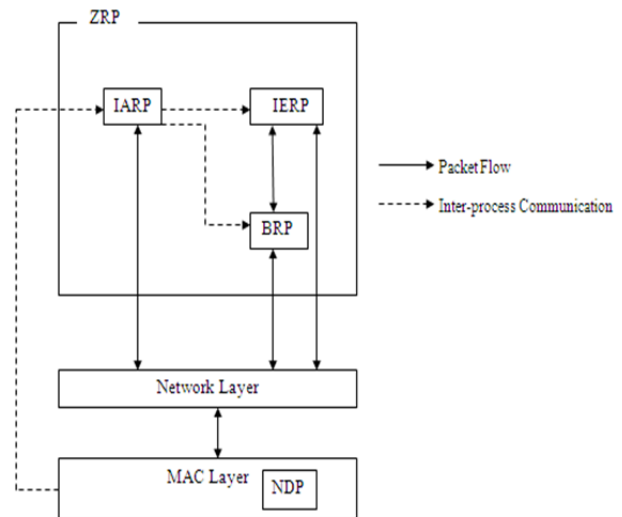 ZRP
IARP
IERP
BRP
Packet Flow
Inter-process Communication
Network Layer
MAC Layer
NDP